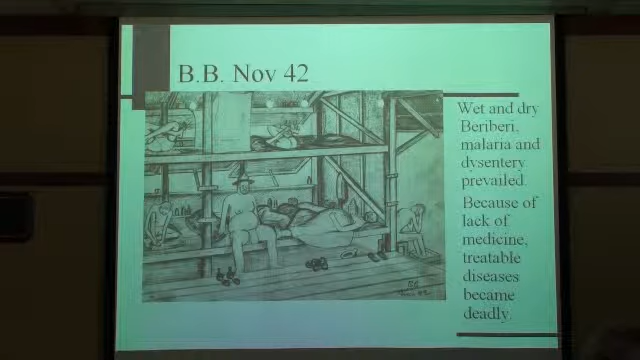 B.B. Nov 42
Wet and dry
Beriberi,
malaria and
dysentery
prevailed.
Because of
lack of
medicine,
treatable
diseases
became
deadly.